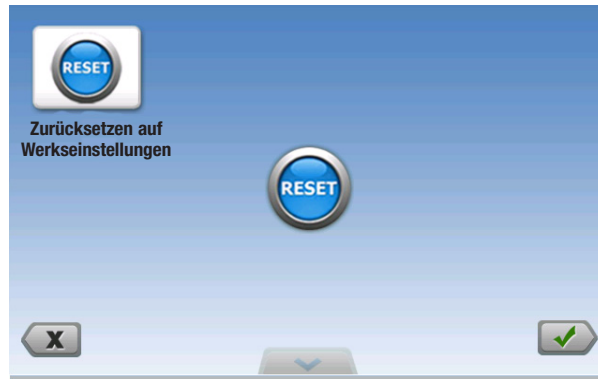 RESET
Zurücksetzen auf
Werkseinstellungen
RESET
X